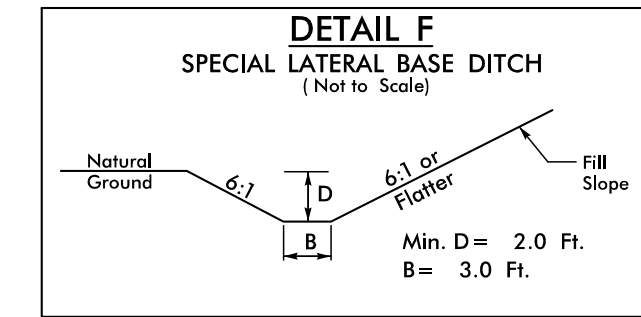 DETAIL F
SPECIAL LATERAL BASE DITCH
( Not to Scale)
Natural
Ground
6:1
D
B
6:1 or
Flatter
Fill
Slope
Min. D = 2.0 Ft.
B = 3.0 Ft.